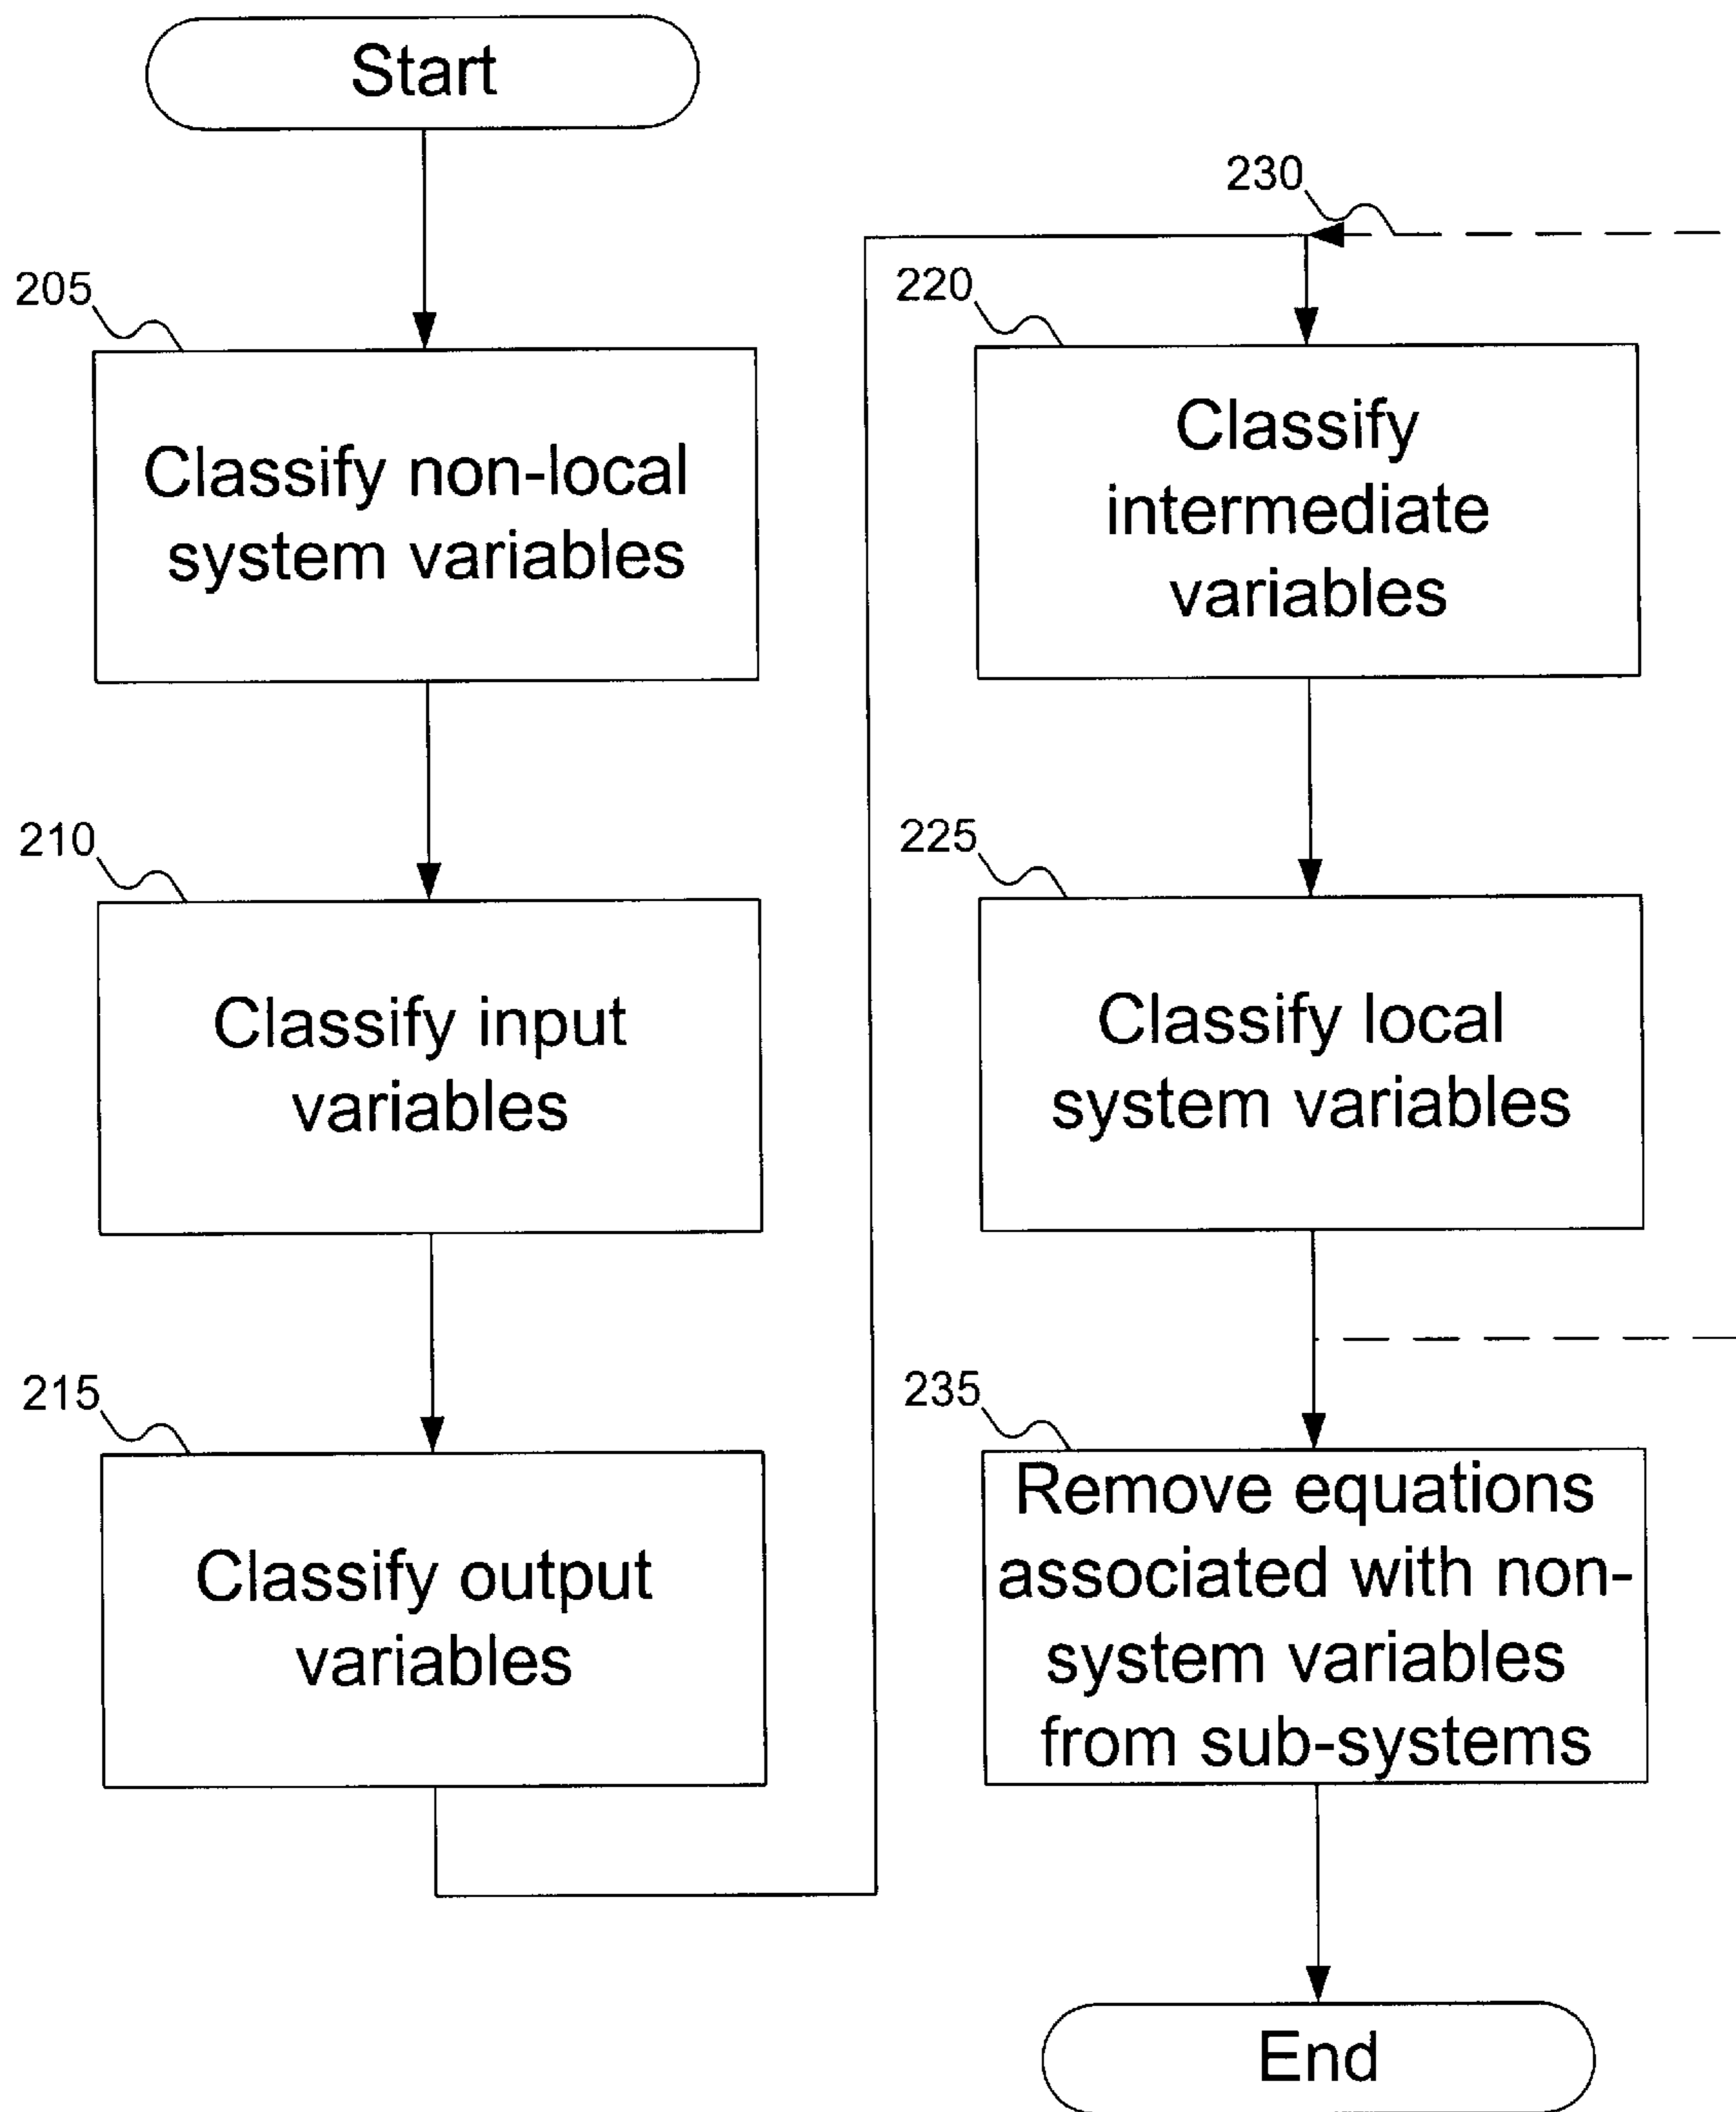 Start
205
Classify non-local
system variables
210
Classify input
variables
215
Classify output
variables
230
220
Classify
intermediate
variables
225
Classify local
system variables
235
Remove equations
associated with non-
system variables
from sub-systems
End